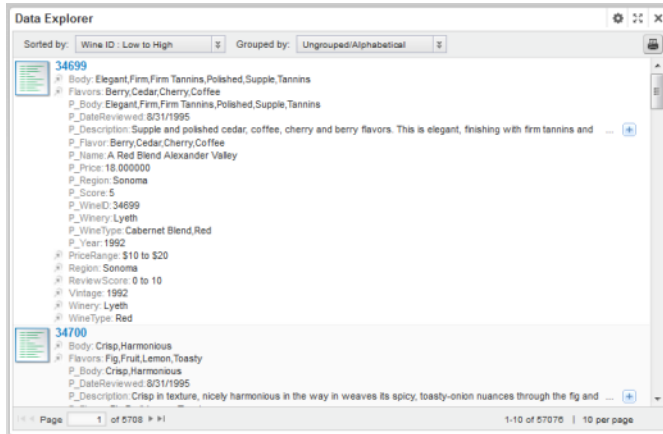 Data Explorer
Sorted by: Wine ID : Low to High Grouped by: Ungrouped/Alphabetical
34699
Body: Elegant,Firm,Firm Tannins,Polished,Supple,Tannins
Flavors: Berry,Cedar,Cherry,Coffee
P_Body: Elegant,Firm,Firm Tannins,Polished,Supple,Tannins
P_DateReviewed: 8/31/1995
P_Description: Supple and polished cedar, coffee, cherry and berry flavors. This is elegant, finishing with firm tannins and ...
P_Flavor: Berry,Cedar,Cherry,Coffee
P_Name: A Red Blend Alexander Valley
P_Price: 18.000000
P_Region: Sonoma
P_Score: 5
P_WineID: 34699
P_Winery: Lyeth
P_WineType: Cabernet Blend,Red
P_Year: 1992
PriceRange: $10 to $20
Region: Sonoma
ReviewScore: 0 to 10
Vintage: 1992
Winery: Lyeth
WineType: Red
34700
Body: Crisp,Harmonious
Flavors: Fig,Fruit,Lemon,Toasty
P_Body: Crisp,Harmonious
P_DateReviewed: 8/31/1995
P_Description: Crisp in texture, nicely harmonious in the way in weaves its spicy, toasty-onion nuances through the fig and ...
Page 1 of 5708 1-10 of 57076 | 10 per page